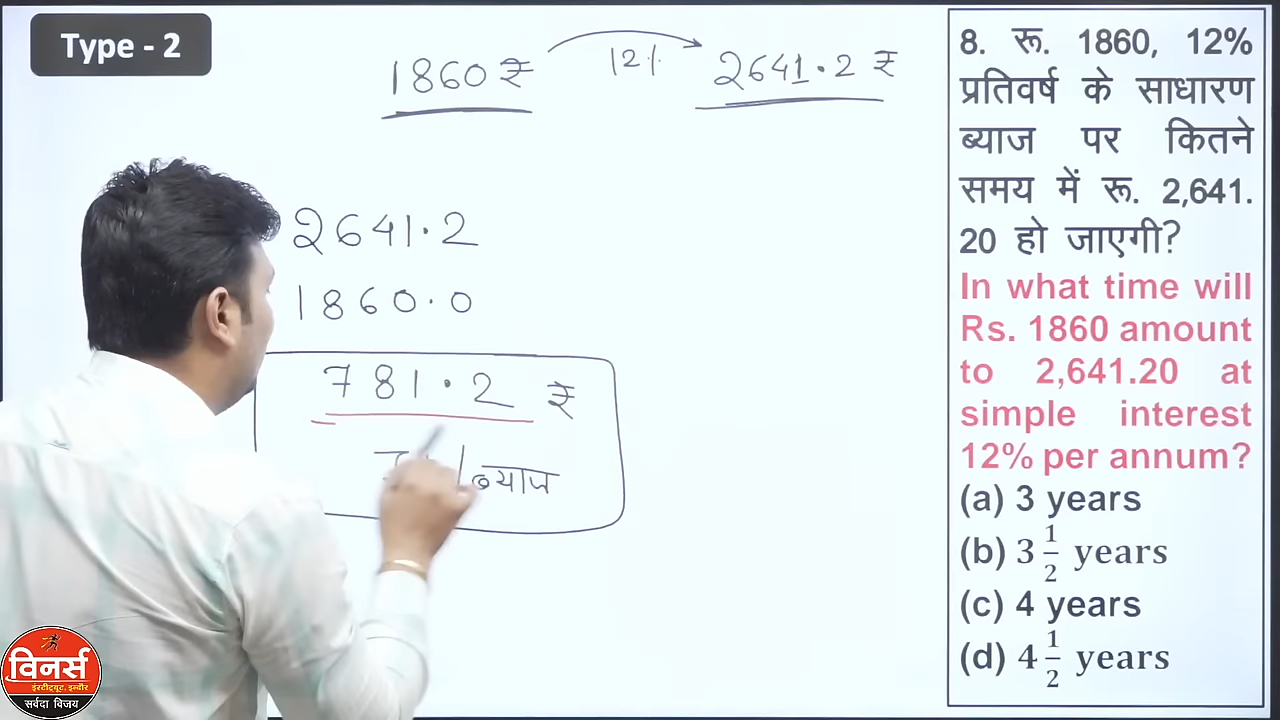 Type - 2
1860 ₹
12%
2641.2 ₹
2641.2
1860.0
781.2 ₹
ब्याज
8. रू. 1860, 12%
प्रतिवर्ष के साधारण
ब्याज पर कितने
समय में रू. 2,641.
20 हो जाएगी?
In what time will
Rs. 1860 amount
to 2,641.20 at
simple interest
12% per annum?
(a) 3 years
(b) 3 1/2 years
(c) 4 years
(d) 4 1/2 years
विनर्स
इंस्टीट्यूट, इन्दौर
सर्वदा विजय